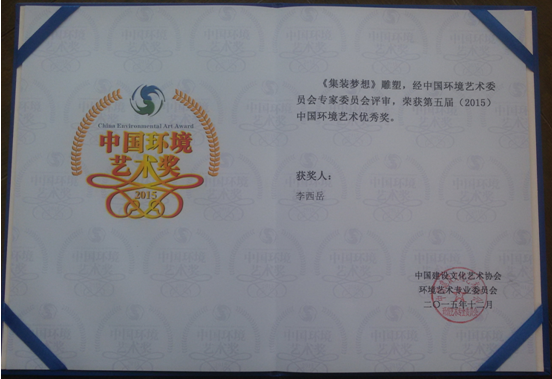 China Environmental Art Award
中国环境
艺术奖
2015
《集装梦想》雕塑，经中国环境艺术委
员会专家委员会评审，荣获第五届（2015）
中国环境艺术优秀奖。
获奖人：
李西岳
中国建设文化艺术协会
环境艺术专业委员会
二〇一五年十二月